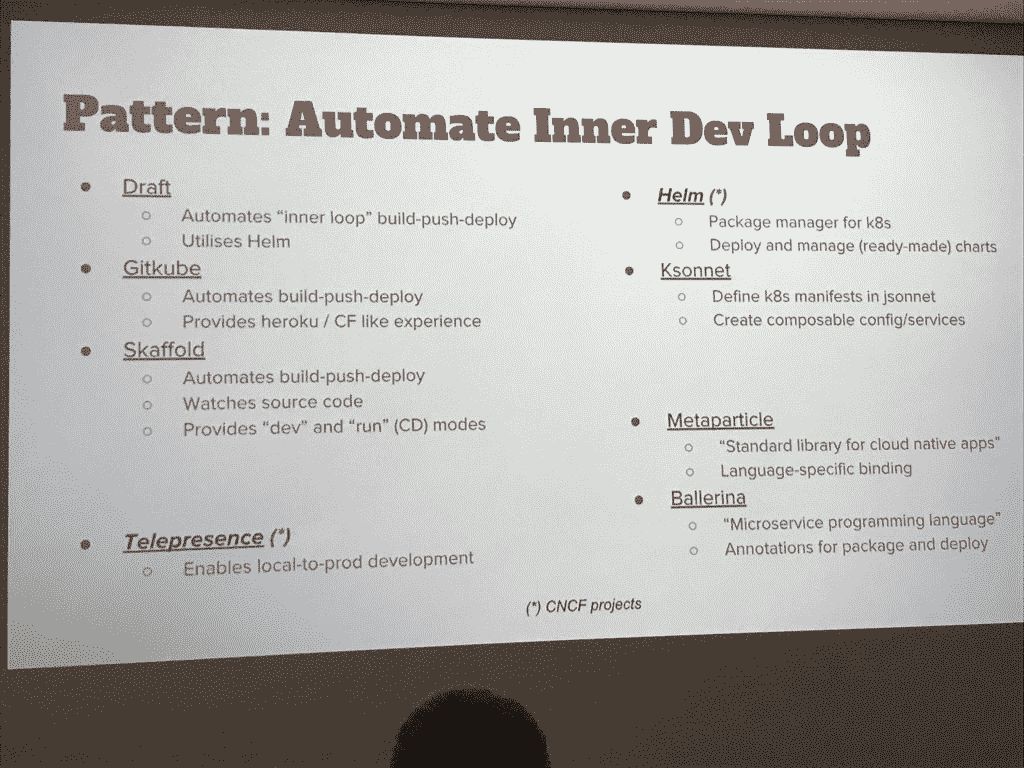 Pattern: Automate Inner Dev Loop
● Draft
○ Automates “inner loop” build-push-deploy
○ Utilises Helm
● Gitkube
○ Automates build-push-deploy
○ Provides heroku / CF like experience
● Skaffold
○ Automates build-push-deploy
○ Watches source code
○ Provides “dev” and “run” (CD) modes
● Telepresence (*)
○ Enables local-to-prod development
● Helm (*)
○ Package manager for k8s
○ Deploy and manage (ready-made) charts
● Ksonnet
○ Define k8s manifests in jsonnet
○ Create composable config/services
● Metaparticle
○ “Standard library for cloud native apps”
○ Language-specific binding
● Ballerina
○ “Microservice programming language”
○ Annotations for package and deploy
(*) CNCF projects